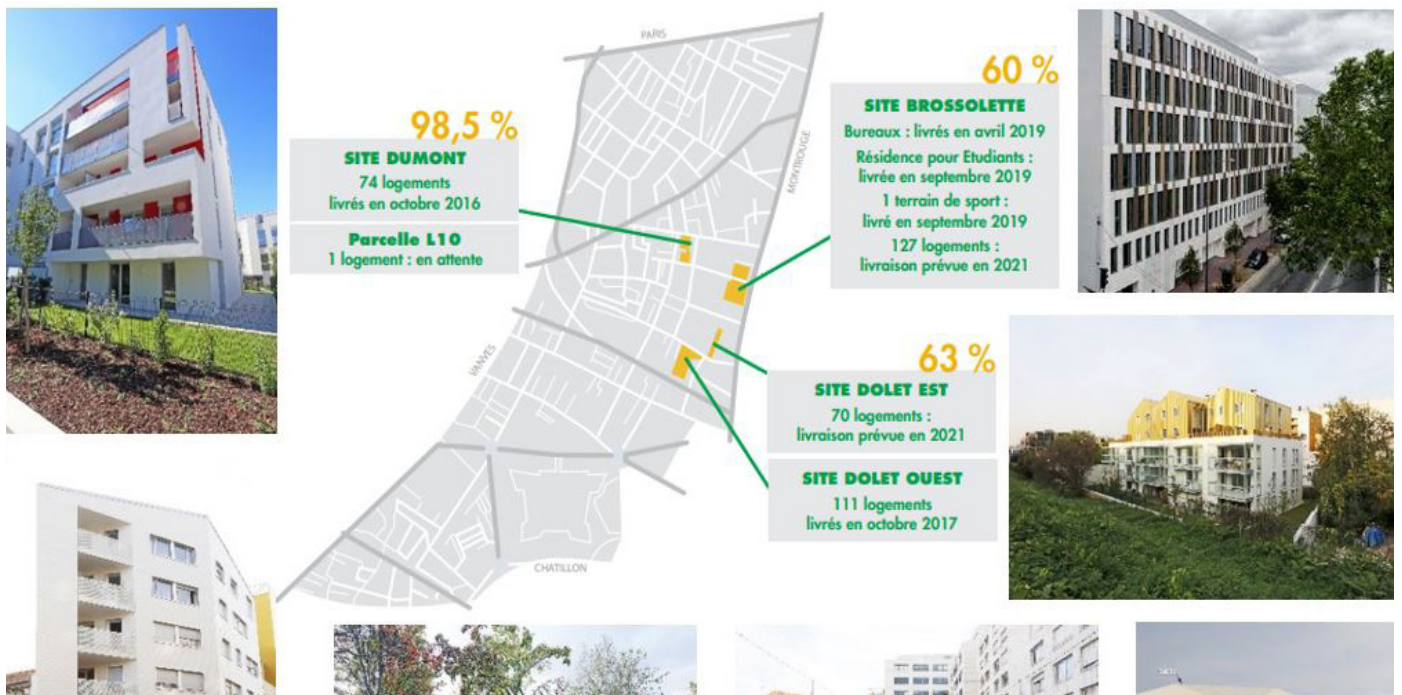 PARIS
MONTROUGE
VANVES
CHATILLON
98,5 %
SITE DUMONT
74 logements
livrés en octobre 2016
Parcelle L10
1 logement : en attente
60 %
SITE BROSSOLETTE
Bureaux : livrés en avril 2019
Résidence pour Etudiants :
livrée en septembre 2019
1 terrain de sport :
livré en septembre 2019
127 logements :
livraison prévue en 2021
63 %
SITE DOLET EST
70 logements :
livraison prévue en 2021
SITE DOLET OUEST
111 logements
livrés en octobre 2017